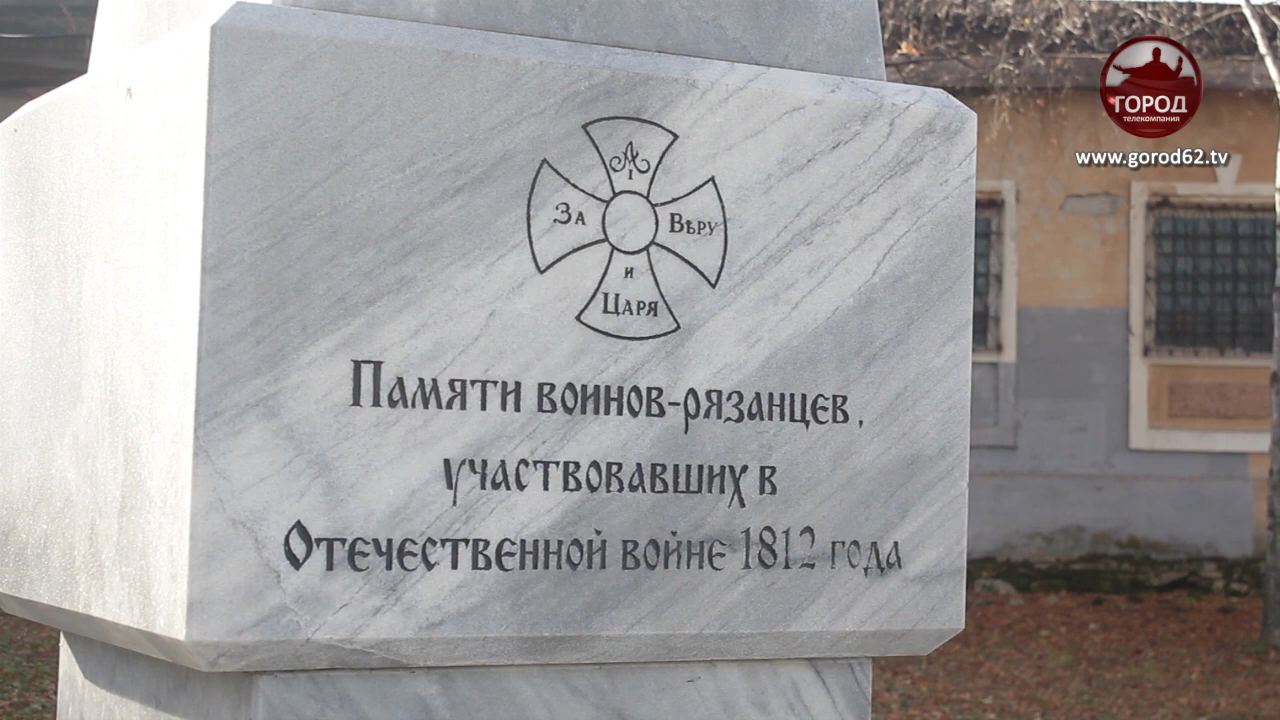 ГОРОД
телекомпания
www.gorod62.tv
А
I
За Вѣру
и
Царя
Памяти воинов-рязанцев,
участвовавших в
Отечественной войне 1812 года